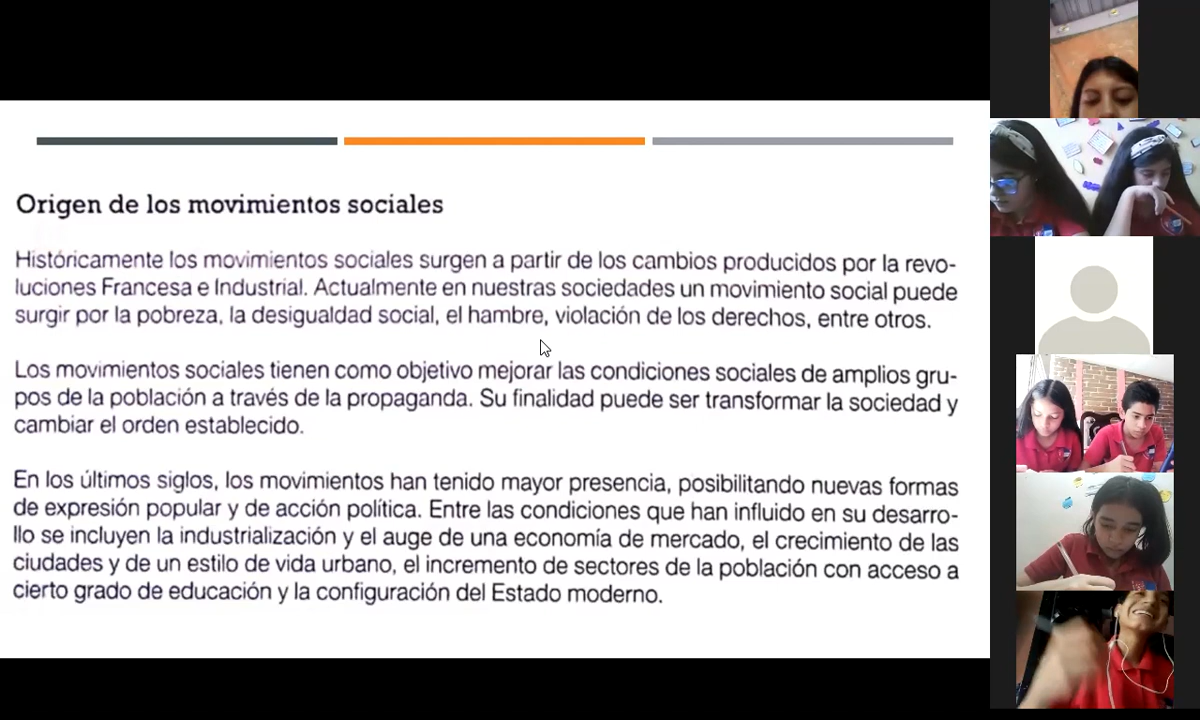 Origen de los movimientos sociales
Históricamente los movimientos sociales surgen a partir de los cambios producidos por la revo-
luciones Francesa e Industrial. Actualmente en nuestras sociedades un movimiento social puede
surgir por la pobreza, la desigualdad social, el hambre, violación de los derechos, entre otros.
Los movimientos sociales tienen como objetivo mejorar las condiciones sociales de amplios gru-
pos de la población a través de la propaganda. Su finalidad puede ser transformar la sociedad y
cambiar el orden establecido.
En los últimos siglos, los movimientos han tenido mayor presencia, posibilitando nuevas formas
de expresión popular y de acción política. Entre las condiciones que han influido en su desarro-
llo se incluyen la industrialización y el auge de una economía de mercado, el crecimiento de las
ciudades y de un estilo de vida urbano, el incremento de sectores de la población con acceso a
cierto grado de educación y la configuración del Estado moderno.